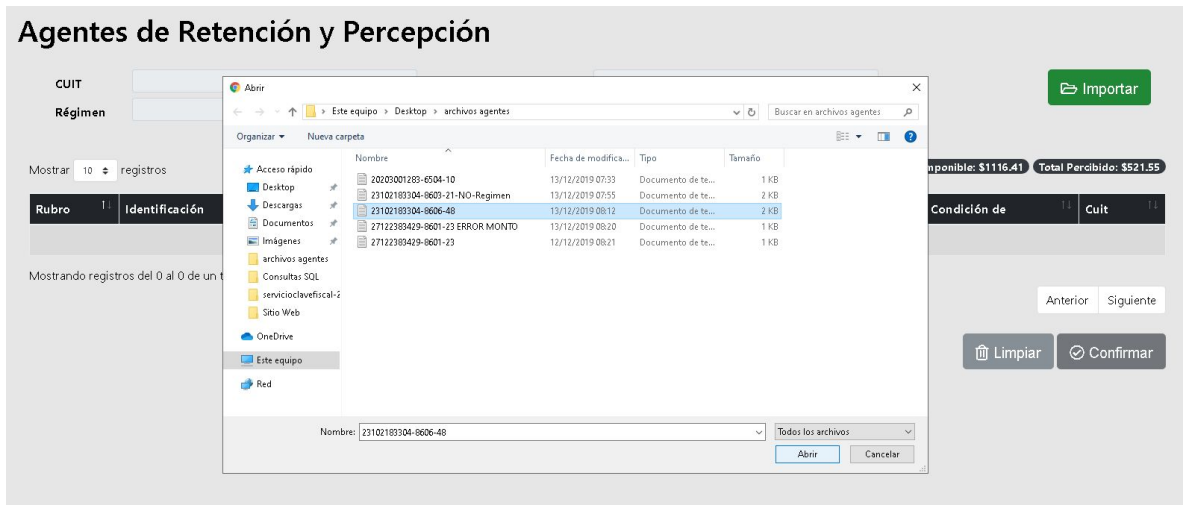 Agentes de Retención y Percepción
CUIT
Régimen
Importar
Mostrar 10 registros
mponible: $1116.41 Total Percibido: $521.55
Rubro Identificación Condición de Cuit
Mostrando registros del 0 al 0 de un t
Anterior Siguiente
Limpiar Confirmar
Abrir
Este equipo > Desktop > archivos agentes
Buscar en archivos agentes
Organizar Nueva carpeta
Nombre Fecha de modifica... Tipo Tamaño
Acceso rápido
Desktop
Descargas
Documentos
Imágenes
archivos agentes
Consultas SQL
servicioclavefiscal-2
Sitio Web
OneDrive
Este equipo
Red
20203001283-6504-10 13/12/2019 07:33 Documento de te... 1 KB
23102183304-8603-21-NO-Regimen 13/12/2019 07:55 Documento de te... 2 KB
23102183304-8606-48 13/12/2019 08:12 Documento de te... 2 KB
27122383429-8601-23 ERROR MONTO 13/12/2019 08:20 Documento de te... 1 KB
27122383429-8601-23 12/12/2019 08:21 Documento de te... 1 KB
Nombre: 23102183304-8606-48 Todos los archivos
Abrir Cancelar